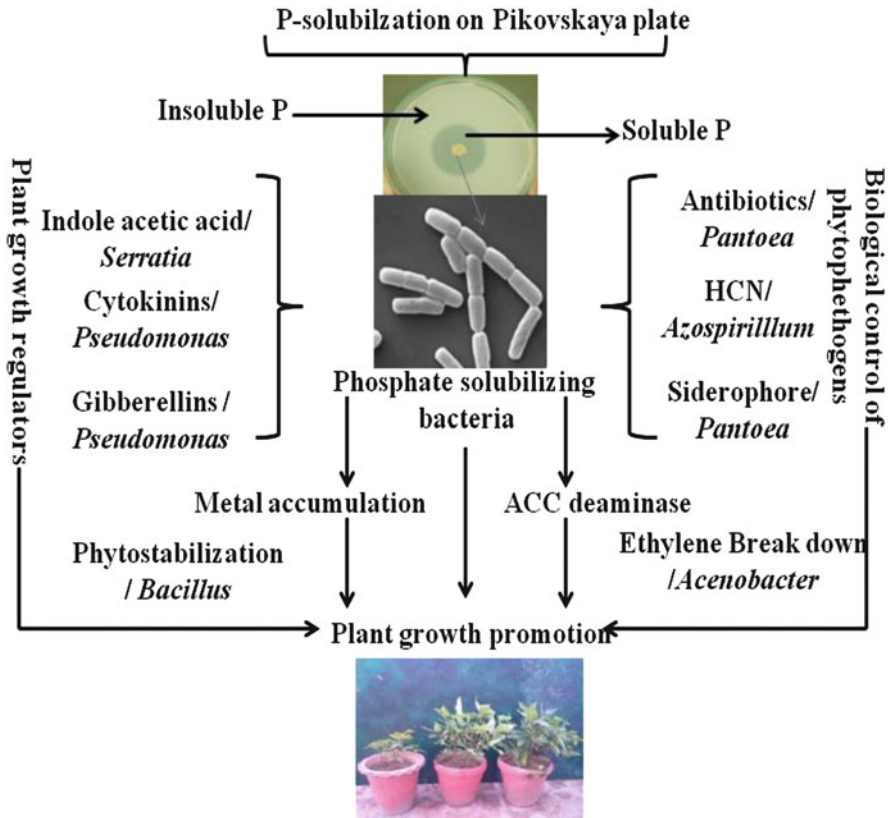 P-solubilzation on Pikovskaya plate
Insoluble P
Soluble P
Plant growth regulators
Indole acetic acid/
Serratia
Cytokinins/
Pseudomonas
Gibberellins /
Pseudomonas
Antibiotics/
Pantoea
HCN/
Azospirilllum
Siderophore/
Pantoea
Biological control of
phytophethogens
Phosphate solubilizing
bacteria
Metal accumulation
ACC deaminase
Phytostabilization
/ Bacillus
Ethylene Break down
/Acenobacter
Plant growth promotion